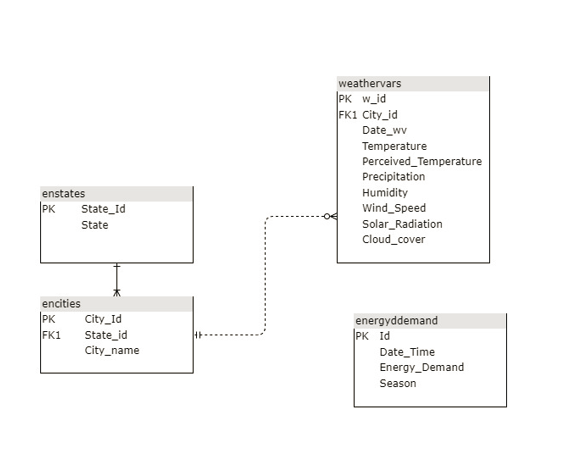 weathervars
PK w_id
FK1 City_id
Date_wv
Temperature
Perceived_Temperature
Precipitation
Humidity
Wind_Speed
Solar_Radiation
Cloud_cover
enstates
PK State_Id
State
encities
PK City_Id
FK1 State_id
City_name
energyddemand
PK Id
Date_Time
Energy_Demand
Season